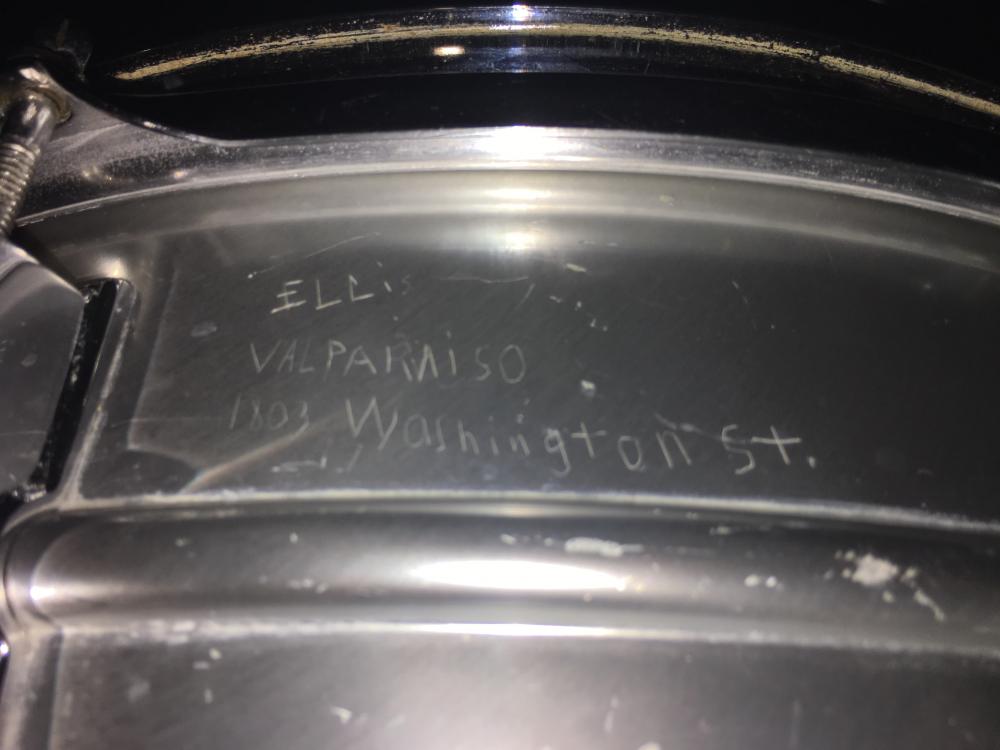 ELLiS
VALPARAiSO
1803 Washington St.